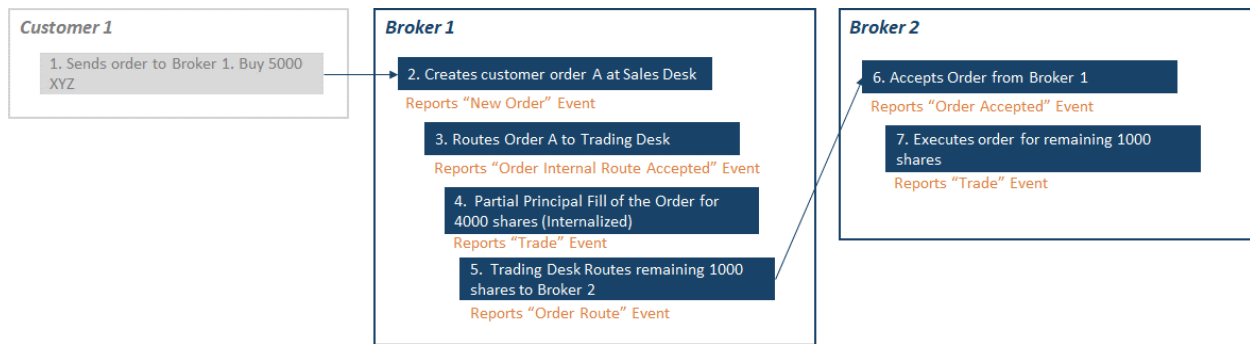 Customer 1
1. Sends order to Broker 1. Buy 5000
XYZ
Broker 1
2. Creates customer order A at Sales Desk
Reports “New Order” Event
3. Routes Order A to Trading Desk
Reports “Order Internal Route Accepted” Event
4. Partial Principal Fill of the Order for
4000 shares (Internalized)
Reports “Trade” Event
5. Trading Desk Routes remaining 1000
shares to Broker 2
Reports “Order Route” Event
Broker 2
6. Accepts Order from Broker 1
Reports “Order Accepted” Event
7. Executes order for remaining 1000
shares
Reports “Trade” Event